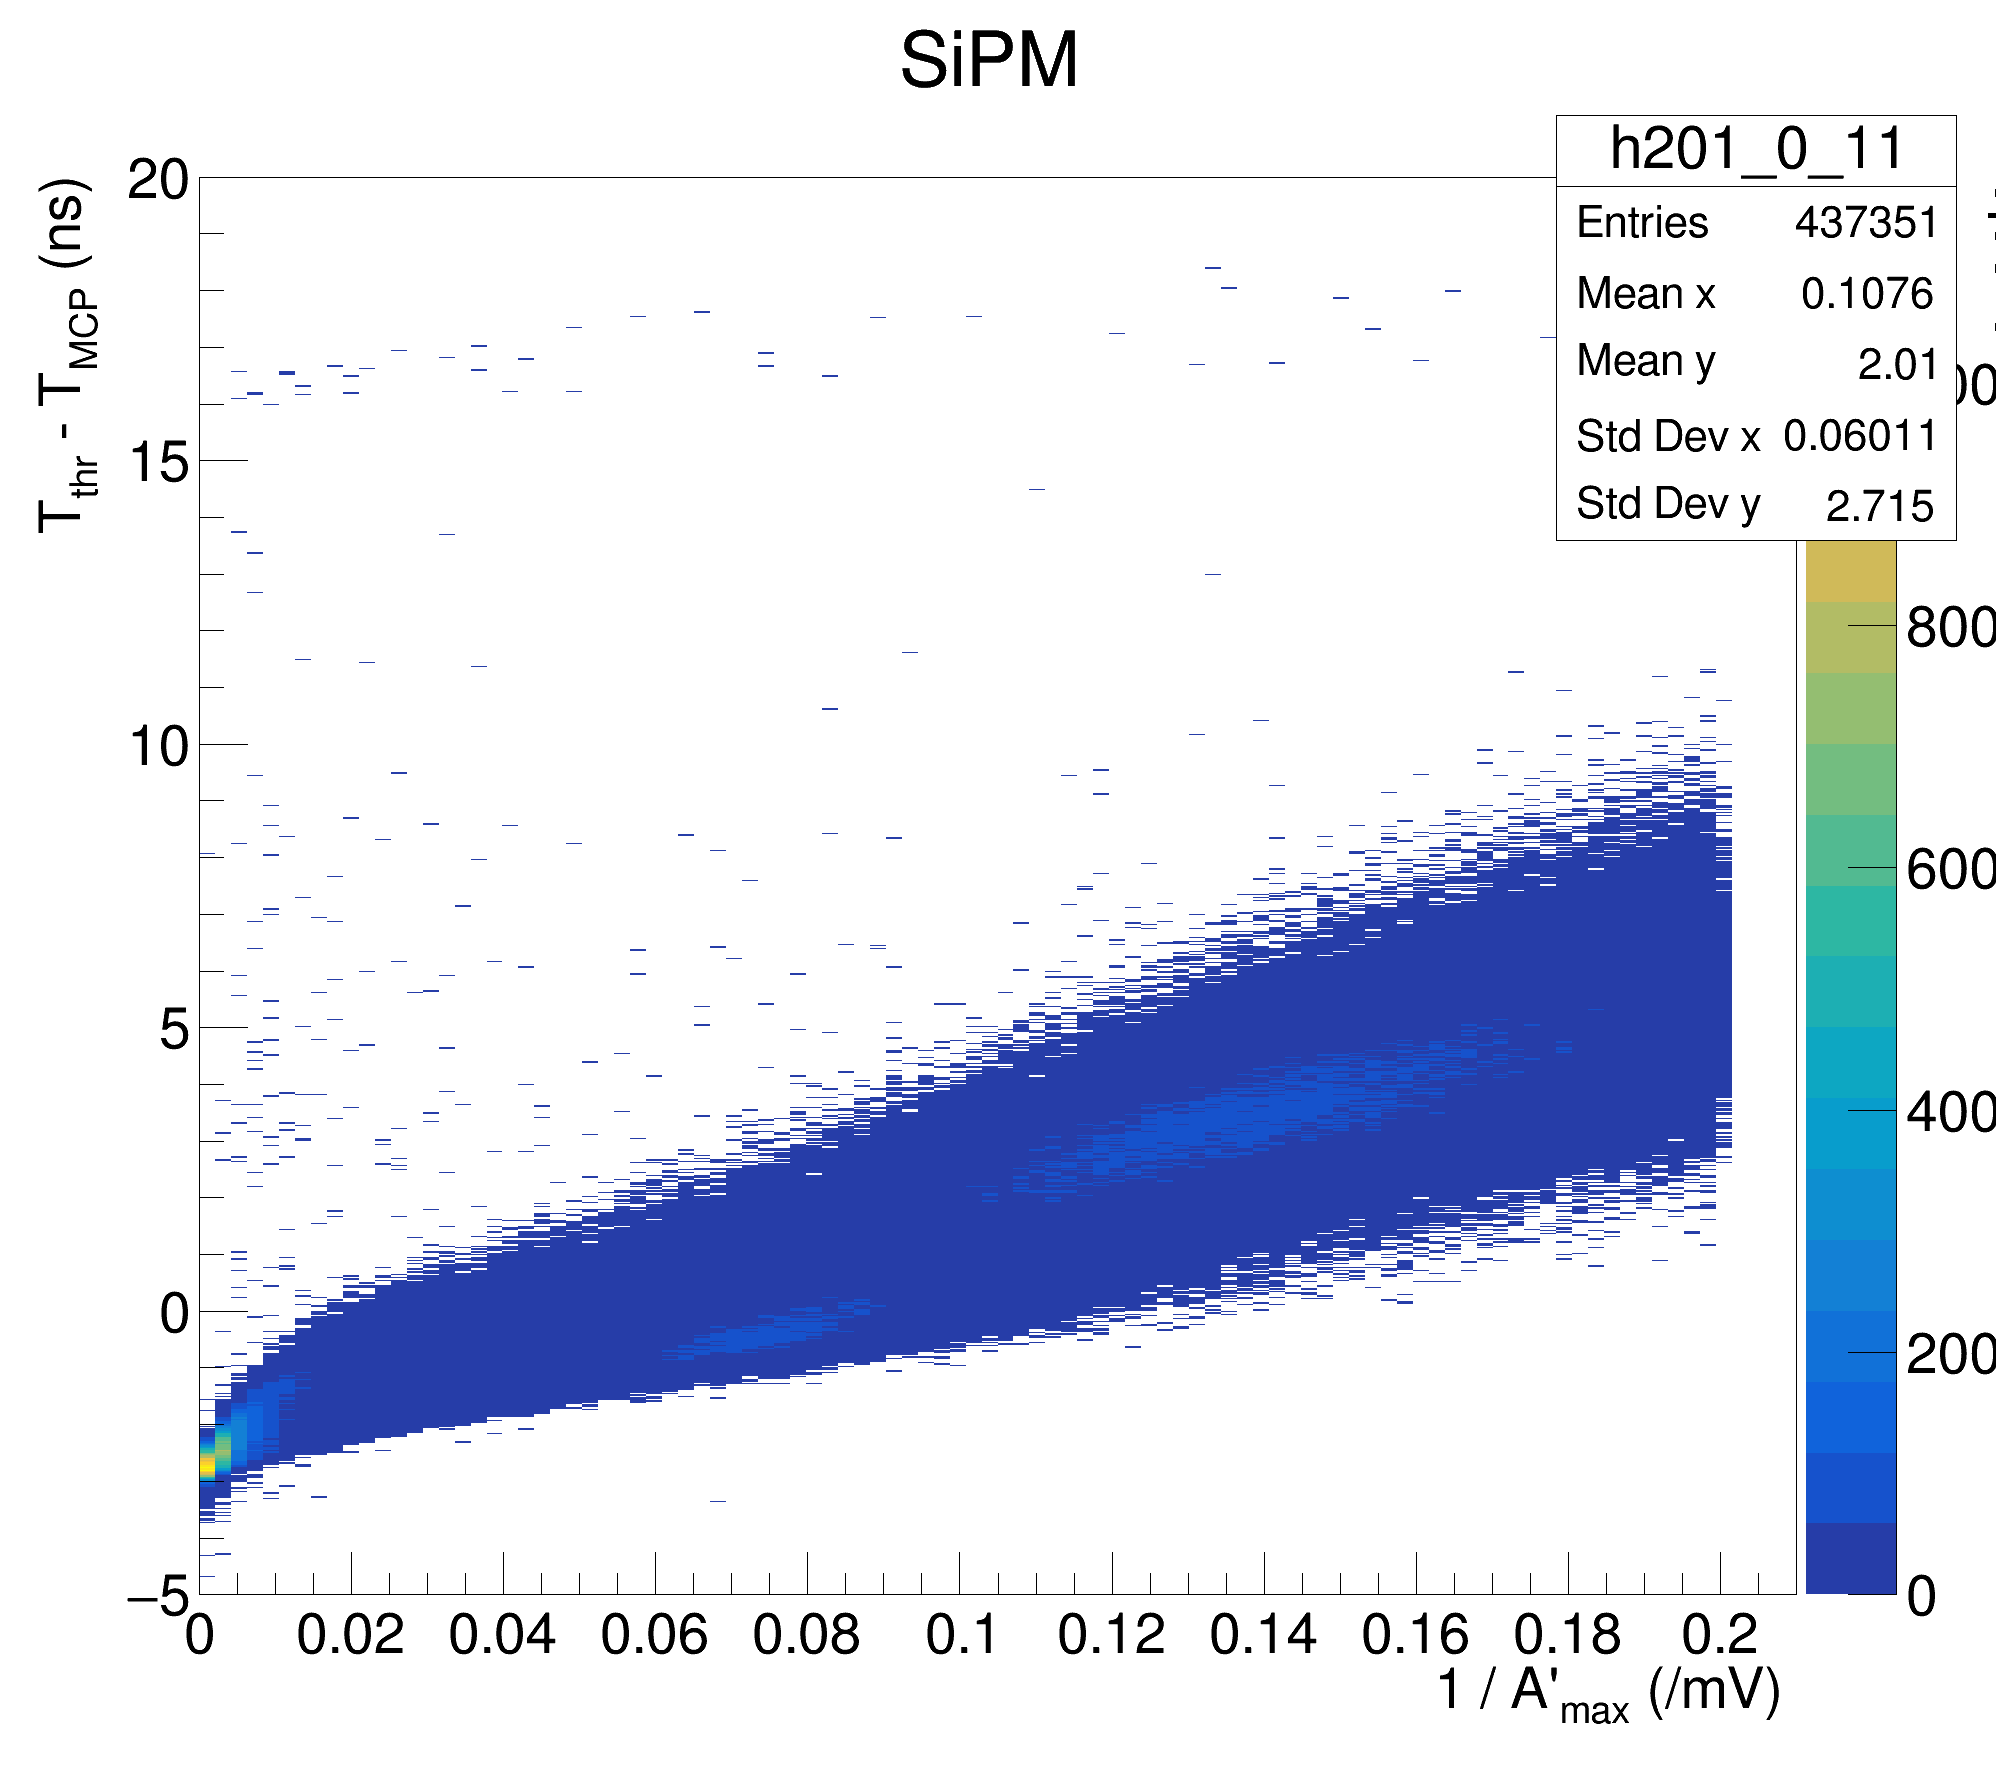 SiPM
h201_0_11
Entries 437351
Mean x 0.1076
Mean y 2.01
Std Dev x 0.06011
Std Dev y 2.715
T_thr - T_MCP (ns)
20
15
10
5
0
−5
0 0.02 0.04 0.06 0.08 0.1 0.12 0.14 0.16 0.18 0.2
1 / A'_max (/mV)
800
600
400
200
0